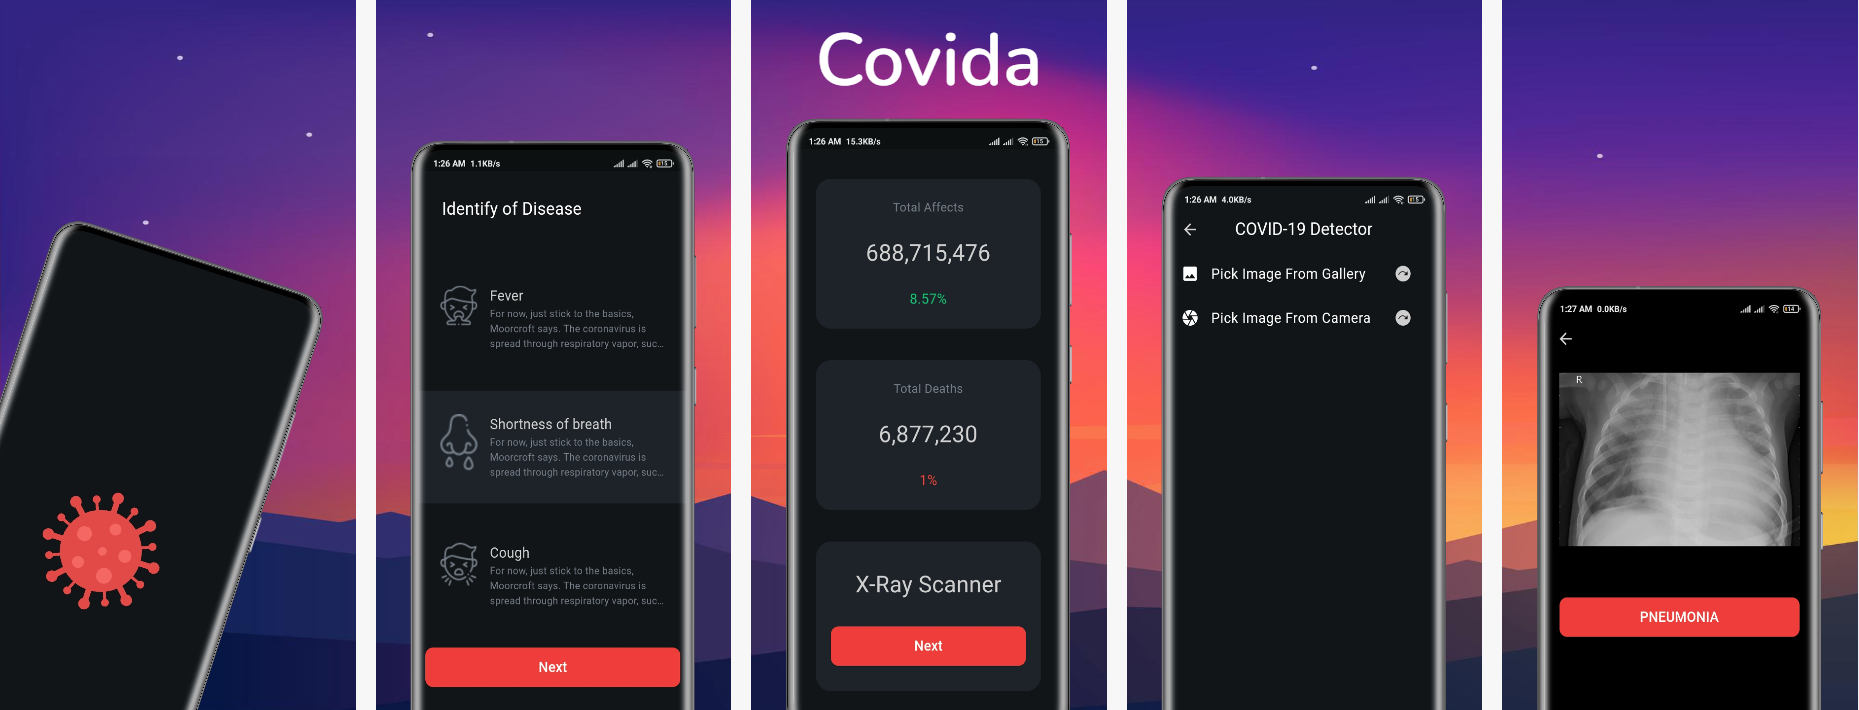 1:26 AM 1.1KB/s
15
Identify of Disease
Fever
For now, just stick to the basics,
Moorcroft says. The coronavirus is
spread through respiratory vapor, suc...
Shortness of breath
For now, just stick to the basics,
Moorcroft says. The coronavirus is
spread through respiratory vapor, suc...
Cough
For now, just stick to the basics,
Moorcroft says. The coronavirus is
spread through respiratory vapor, suc...
Next
Covida
1:26 AM 15.3KB/s
15
Total Affects
688,715,476
8.57%
Total Deaths
6,877,230
1%
X-Ray Scanner
Next
1:26 AM 4.0KB/s
15
COVID-19 Detector
Pick Image From Gallery
Pick Image From Camera
1:27 AM 0.0KB/s
14
R
PNEUMONIA